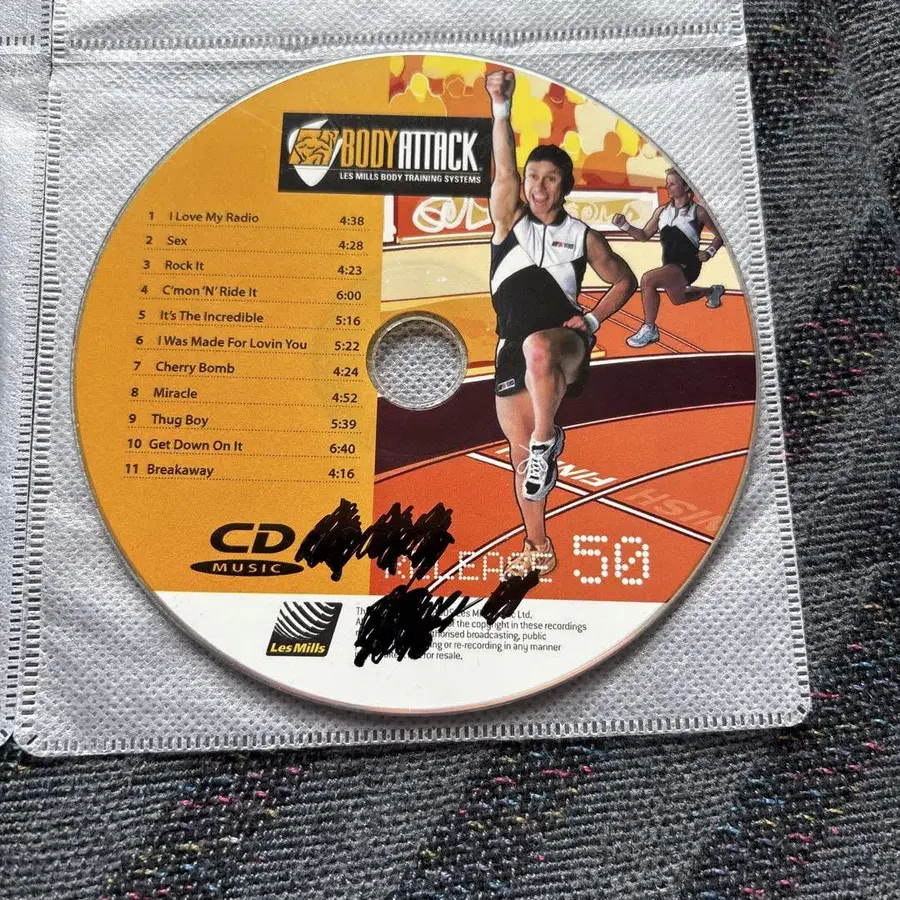 BODYATTACK
LES MILLS BODY TRAINING SYSTEMS
1 I Love My Radio 4:38
2 Sex 4:28
3 Rock It 4:23
4 C'mon 'N' Ride It 6:00
5 It's The Incredible 5:16
6 I Was Made For Lovin You 5:22
7 Cherry Bomb 4:24
8 Miracle 4:52
9 Thug Boy 5:39
10 Get Down On It 6:40
11 Breakaway 4:16
FINISH
CD
MUSIC
RELEASE 50
Les Mills
Ltd.
of the copyright in these recordings
broadcasting, public
or re-recording in any manner
for resale.